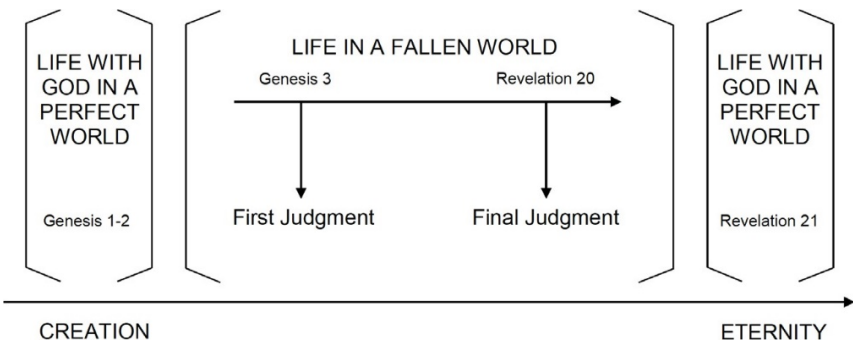 LIFE WITH
GOD IN A
PERFECT
WORLD
Genesis 1-2
LIFE IN A FALLEN WORLD
Genesis 3
Revelation 20
First Judgment
Final Judgment
LIFE WITH
GOD IN A
PERFECT
WORLD
Revelation 21
CREATION
ETERNITY